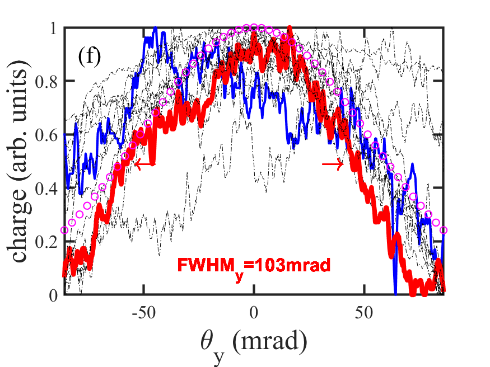 (f)
charge (arb. units)
1
0.8
0.6
0.4
0.2
0
FWHMy=103mrad
-50
0
50
θy (mrad)